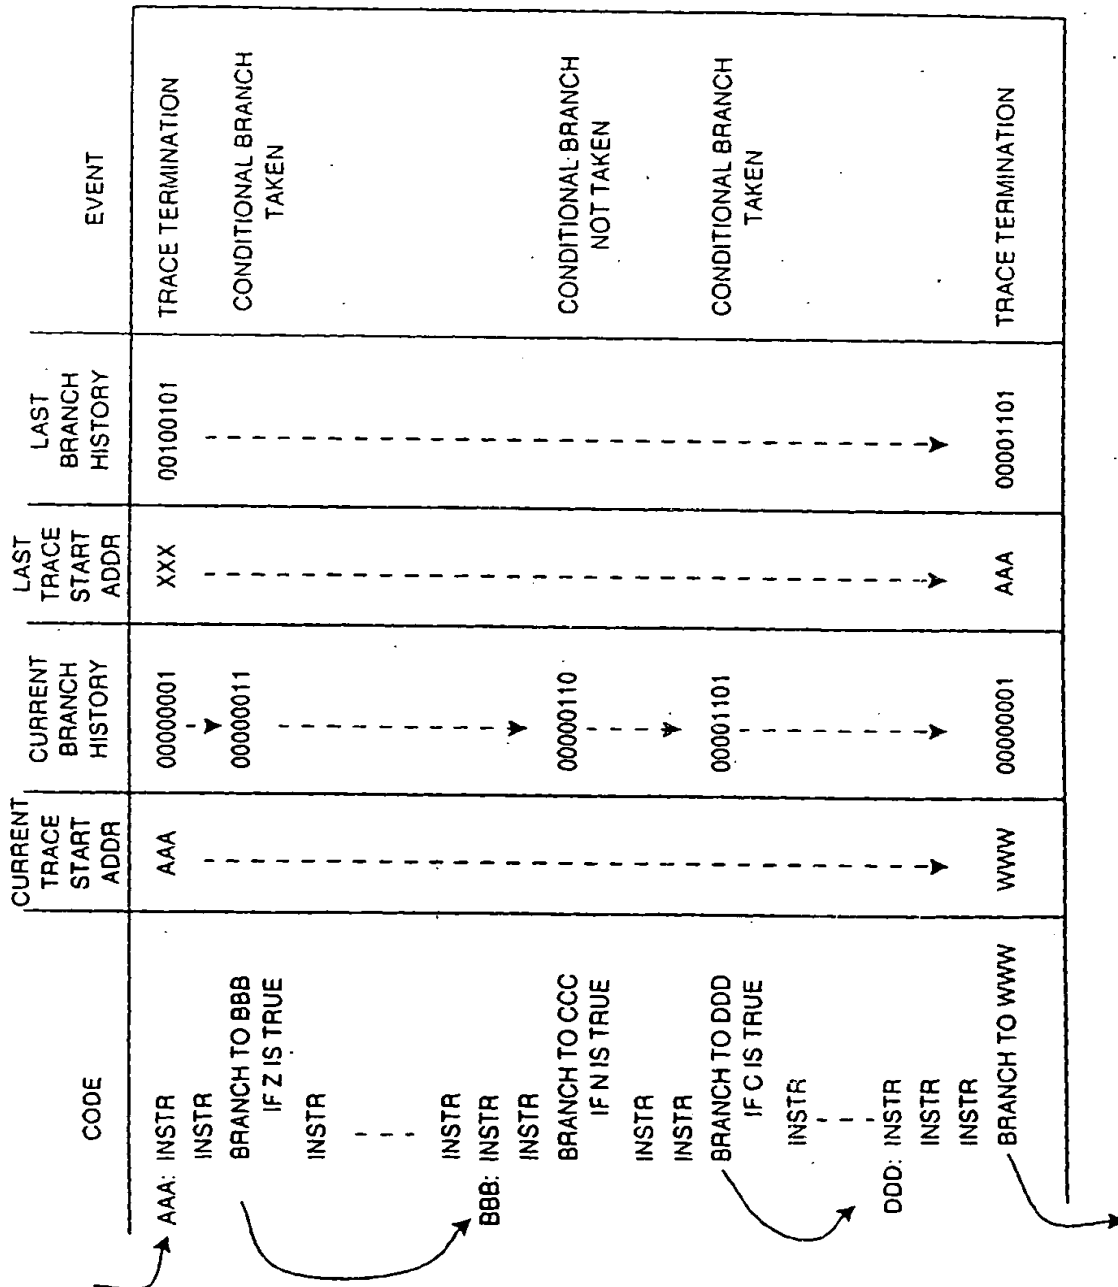 CODE
CURRENT
TRACE
START
ADDR
CURRENT
BRANCH
HISTORY
LAST
TRACE
START
ADDR
LAST
BRANCH
HISTORY
EVENT
AAA: INSTR
AAA
00000001
XXX
00100101
TRACE TERMINATION
INSTR
BRANCH TO BBB
IF Z IS TRUE
00000011
CONDITIONAL BRANCH
TAKEN
INSTR
INSTR
BBB: INSTR
INSTR
BRANCH TO CCC
IF N IS TRUE
00000110
CONDITIONAL BRANCH
NOT TAKEN
INSTR
INSTR
BRANCH TO DDD
IF C IS TRUE
00001101
CONDITIONAL BRANCH
TAKEN
INSTR
DDD: INSTR
INSTR
INSTR
BRANCH TO WWW
WWW
00000001
AAA
00001101
TRACE TERMINATION